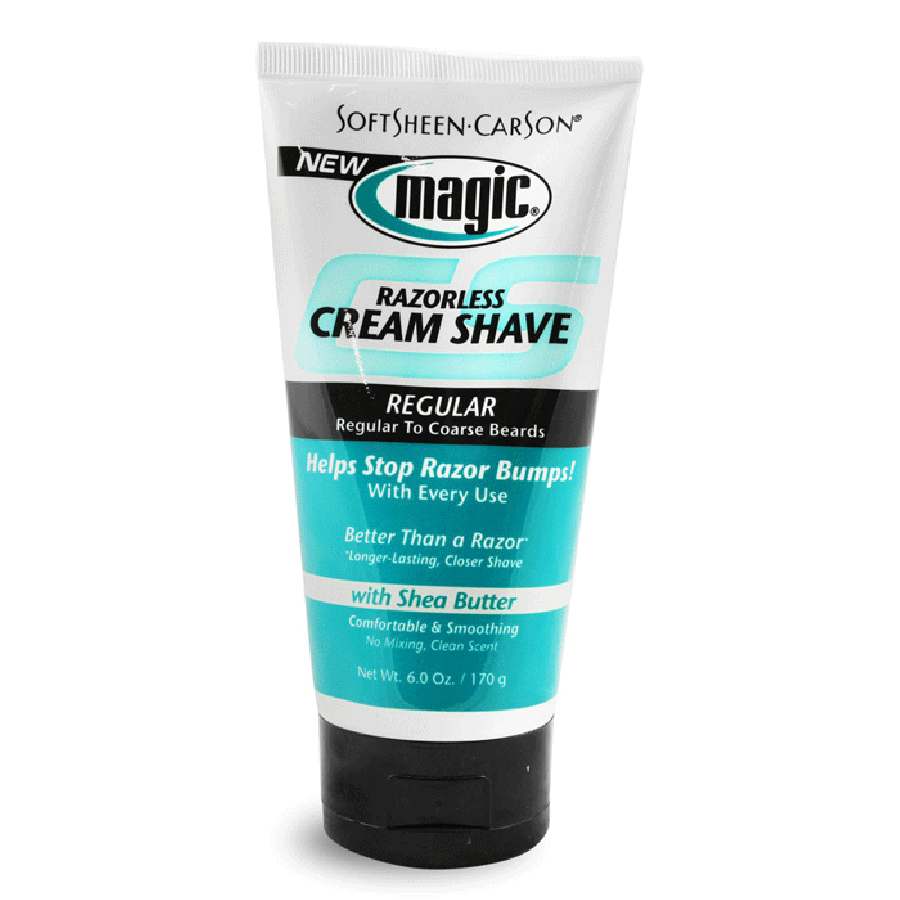 SOFTSHEEN·CARSON®
NEW
magic®
CS
RAZORLESS
CREAM SHAVE
REGULAR
Regular To Coarse Beards
Helps Stop Razor Bumps!
With Every Use
Better Than a Razor*
*Longer-Lasting, Closer Shave
with Shea Butter
Comfortable & Smoothing
No Mixing, Clean Scent
Net Wt. 6.0 Oz. / 170 g